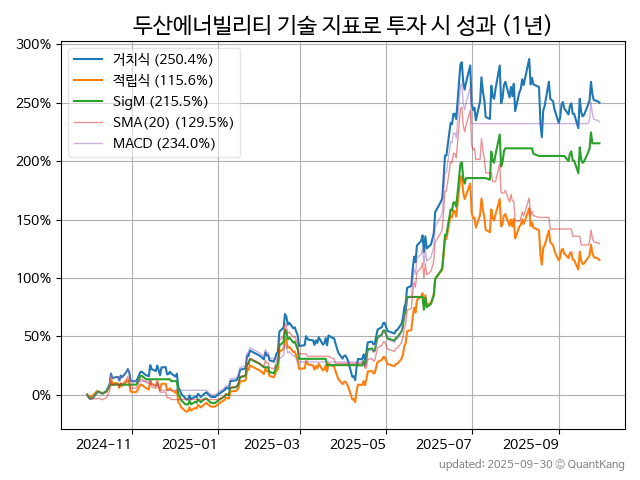 두산에너빌리티 기술 지표로 투자 시 성과 (1년)
300%
250%
200%
150%
100%
50%
0%
거치식 (250.4%)
적립식 (115.6%)
SigM (215.5%)
SMA(20) (129.5%)
MACD (234.0%)
2024-11
2025-01
2025-03
2025-05
2025-07
2025-09
updated: 2025-09-30 © QuantKang